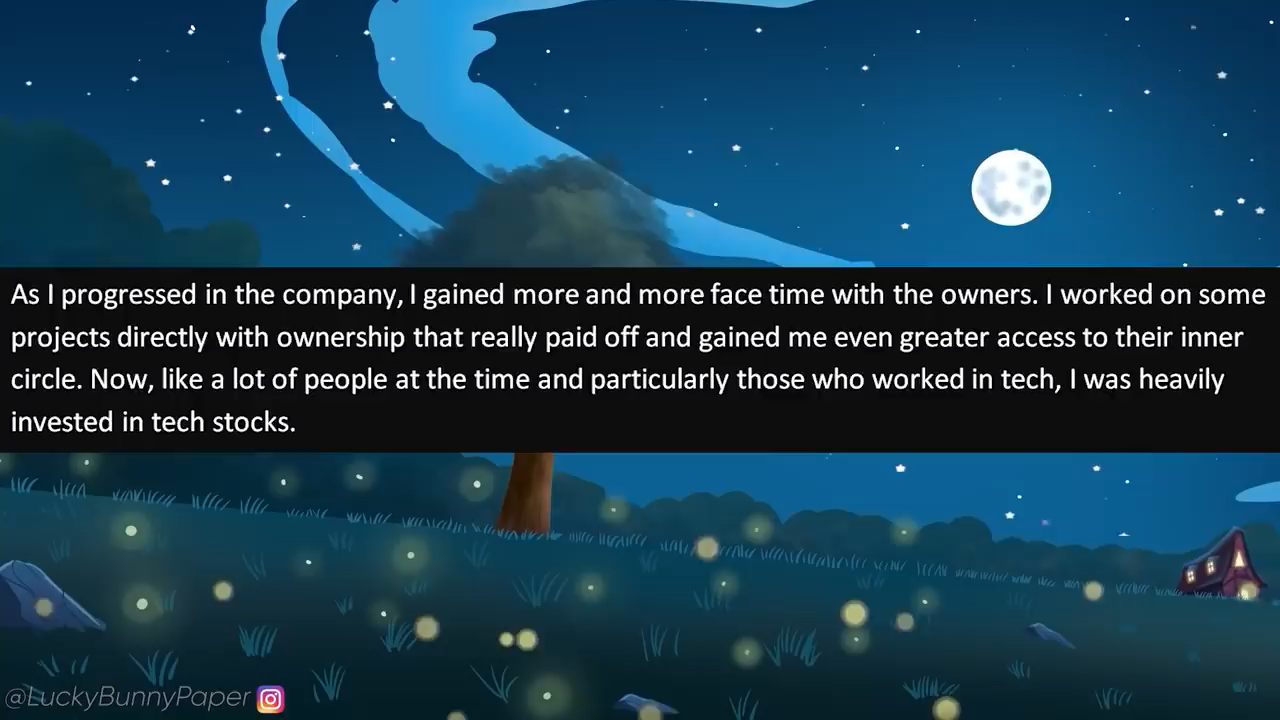 As I progressed in the company, I gained more and more face time with the owners. I worked on some
projects directly with ownership that really paid off and gained me even greater access to their inner
circle. Now, like a lot of people at the time and particularly those who worked in tech, I was heavily
invested in tech stocks.
@LuckyBunnyPaper